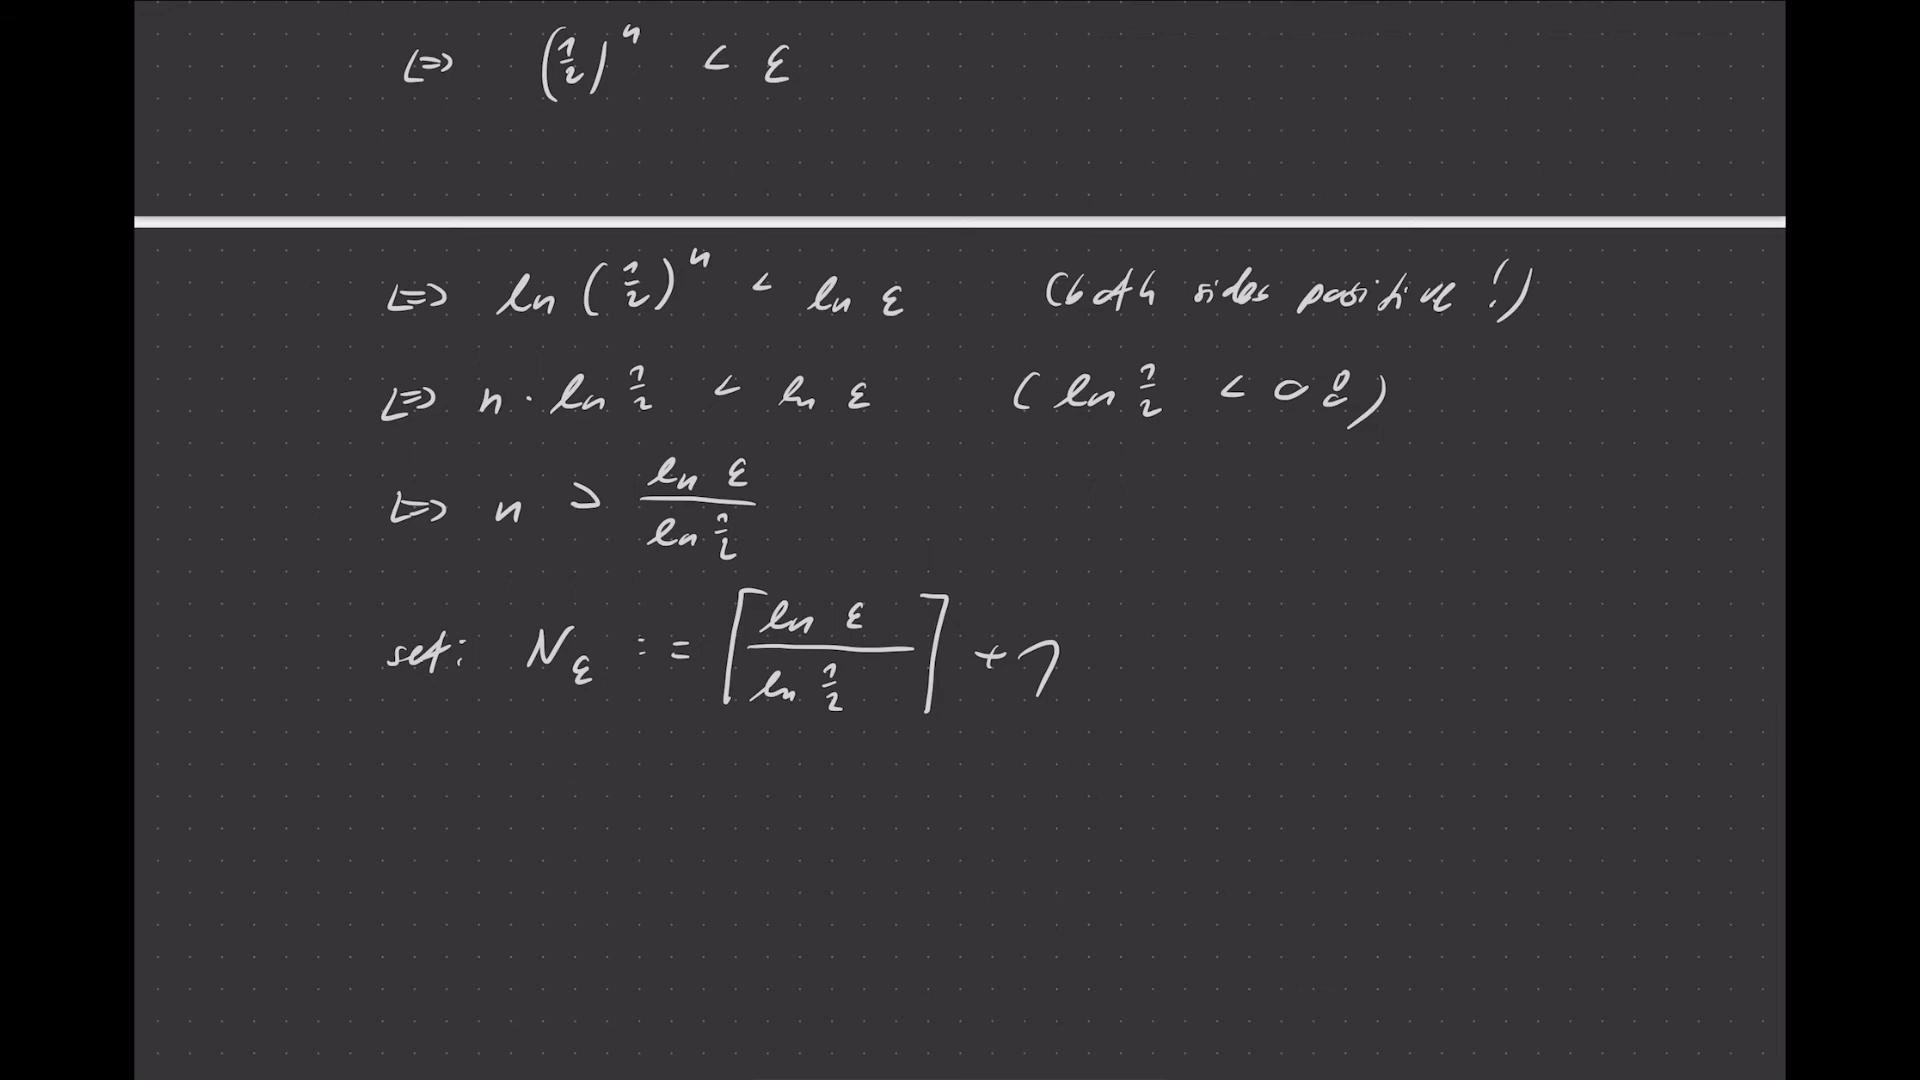 ⇔ (1/2)^n < ε
⇔ ln (1/2)^n < ln ε (both sides positive!)
⇔ n · ln 1/2 < ln ε (ln 1/2 < 0!)
⇔ n > ln ε / ln 1/2
set: N_ε := ⌈ln ε / ln 1/2⌉ + 1